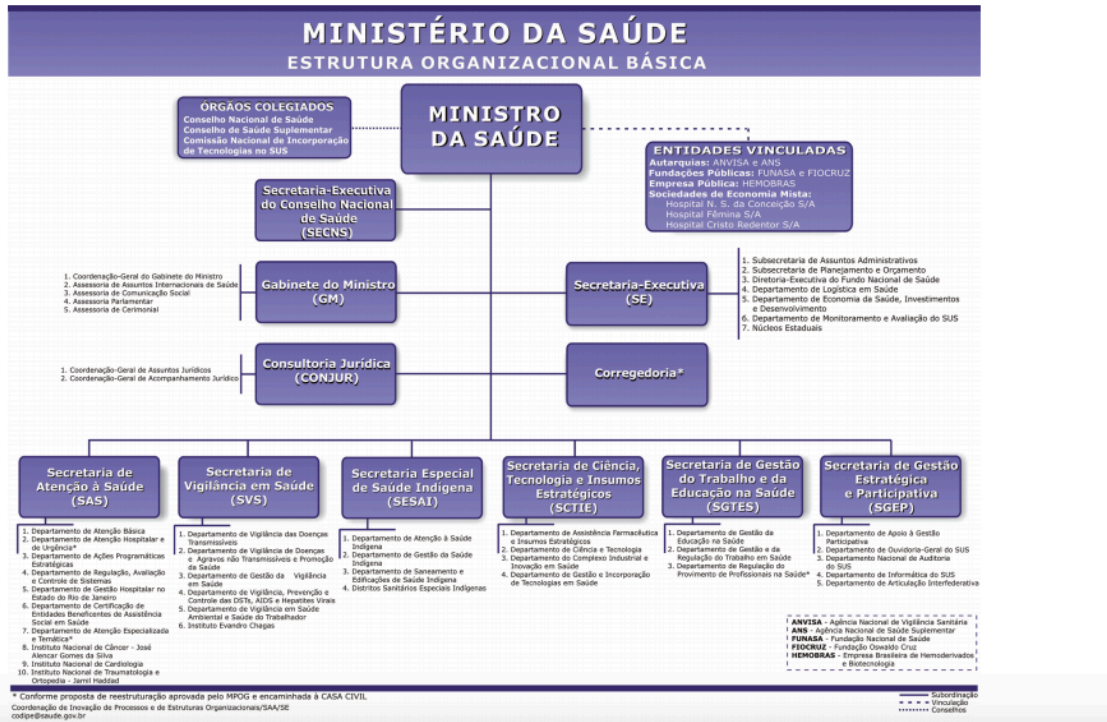 MINISTÉRIO DA SAÚDE
ESTRUTURA ORGANIZACIONAL BÁSICA
ÓRGÃOS COLEGIADOS
Conselho Nacional de Saúde
Conselho de Saúde Suplementar
Comissão Nacional de Incorporação
de Tecnologias no SUS
MINISTRO
DA SAÚDE
ENTIDADES VINCULADAS
Autarquias: ANVISA e ANS
Fundações Públicas: FUNASA e FIOCRUZ
Empresa Pública: HEMOBRAS
Sociedades de Economia Mista:
Hospital N. S. da Conceição S/A
Hospital Fêmina S/A
Hospital Cristo Redentor S/A
Secretaria-Executiva
do Conselho Nacional
de Saúde
(SECNS)
1. Coordenação-Geral do Gabinete do Ministro
2. Assessoria de Assuntos Internacionais de Saúde
3. Assessoria de Comunicação Social
4. Assessoria Parlamentar
5. Assessoria de Cerimonial
Gabinete do Ministro
(GM)
Secretaria-Executiva
(SE)
1. Subsecretaria de Assuntos Administrativos
2. Subsecretaria de Planejamento e Orçamento
3. Diretoria-Executiva do Fundo Nacional de Saúde
4. Departamento de Logística em Saúde
5. Departamento de Economia da Saúde, Investimentos
e Desenvolvimento
6. Departamento de Monitoramento e Avaliação do SUS
7. Núcleos Estaduais
1. Coordenação-Geral de Assuntos Jurídicos
2. Coordenação-Geral de Acompanhamento Jurídico
Consultoria Jurídica
(CONJUR)
Corregedoria*
Secretaria de
Atenção à Saúde
(SAS)
1. Departamento de Atenção Básica
2. Departamento de Atenção Hospitalar e
de Urgência*
3. Departamento de Ações Programáticas
Estratégicas
4. Departamento de Regulação, Avaliação
e Controle de Sistemas
5. Departamento de Gestão Hospitalar no
Estado do Rio de Janeiro
6. Departamento de Certificação de
Entidades Beneficentes de Assistência
Social em Saúde
7. Departamento de Atenção Especializada
e Temática*
8. Instituto Nacional de Câncer - José
Alencar Gomes da Silva
9. Instituto Nacional de Cardiologia
10. Instituto Nacional de Traumatologia e
Ortopedia - Jamil Haddad
Secretaria de
Vigilância em Saúde
(SVS)
1. Departamento de Vigilância das Doenças
Transmissíveis
2. Departamento de Vigilância de Doenças
e Agravos não Transmissíveis e Promoção
da Saúde
3. Departamento de Gestão da Vigilância
em Saúde
4. Departamento de Vigilância, Prevenção e
Controle das DSTs, AIDS e Hepatites Virais
5. Departamento de Vigilância em Saúde
Ambiental e Saúde do Trabalhador
6. Instituto Evandro Chagas
Secretaria Especial
de Saúde Indígena
(SESAI)
1. Departamento de Atenção à Saúde
Indígena
2. Departamento de Gestão da Saúde
Indígena
3. Departamento de Saneamento e
Edificações de Saúde Indígena
4. Distritos Sanitários Especiais Indígenas
Secretaria de Ciência,
Tecnologia e Insumos
Estratégicos
(SCTIE)
1. Departamento de Assistência Farmacêutica
e Insumos Estratégicos
2. Departamento de Ciência e Tecnologia
3. Departamento do Complexo Industrial e
Inovação em Saúde
4. Departamento de Gestão e Incorporação
de Tecnologias em Saúde
Secretaria de Gestão
do Trabalho e da
Educação na Saúde
(SGTES)
1. Departamento de Gestão da
Educação na Saúde
2. Departamento de Gestão e da
Regulação do Trabalho em Saúde
3. Departamento de Regulação do
Provimento de Profissionais na Saúde*
Secretaria de Gestão
Estratégica
e Participativa
(SGEP)
1. Departamento de Apoio à Gestão
Participativa
2. Departamento de Ouvidoria-Geral do SUS
3. Departamento Nacional de Auditoria
do SUS
4. Departamento de Informática do SUS
5. Departamento de Articulação Interfederativa
ANVISA - Agência Nacional de Vigilância Sanitária
ANS - Agência Nacional de Saúde Suplementar
FUNASA - Fundação Nacional de Saúde
FIOCRUZ - Fundação Oswaldo Cruz
HEMOBRAS - Empresa Brasileira de Hemoderivados
e Biotecnologia
* Conforme proposta de reestruturação aprovada pelo MPOG e encaminhada à CASA CIVIL
Coordenação de Inovação de Processos e de Estruturas Organizacionais/SAA/SE
codipe@saude.gov.br
Subordinação
Vinculação
Conselhos